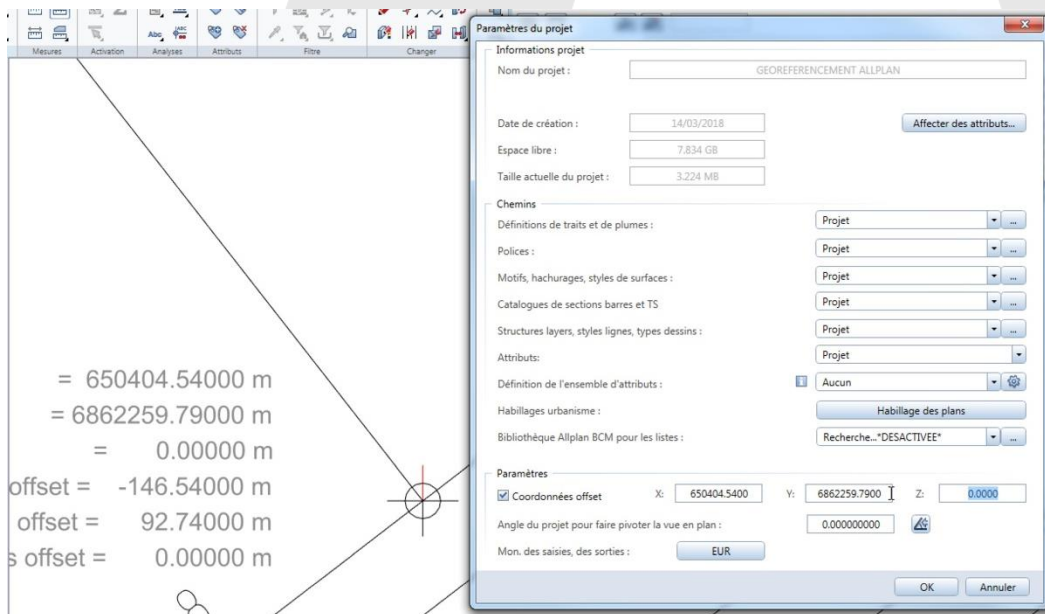 Mesures Activation Analyses Attributs Filtre Changer
Abc ABC
= 650404.54000 m
= 6862259.79000 m
= 0.00000 m
offset = -146.54000 m
offset = 92.74000 m
s offset = 0.00000 m
Paramètres du projet
Informations projet
Nom du projet : GEOREFERENCEMENT ALLPLAN
Date de création : 14/03/2018 Affecter des attributs...
Espace libre : 7.834 GB
Taille actuelle du projet : 3.224 MB
Chemins
Définitions de traits et de plumes : Projet ...
Polices : Projet ...
Motifs, hachurages, styles de surfaces : Projet ...
Catalogues de sections barres et TS Projet ...
Structures layers, styles lignes, types dessins : Projet ...
Attributs: Projet
Définition de l'ensemble d'attributs : Aucun
Habillages urbanisme : Habillage des plans
Bibliothèque Allplan BCM pour les listes : Recherche...*DESACTIVEE* ...
Paramètres
Coordonnées offset X: 650404.5400 Y: 6862259.7900 Z: 0.0000
Angle du projet pour faire pivoter la vue en plan : 0.000000000
Mon. des saisies, des sorties : EUR
OK Annuler